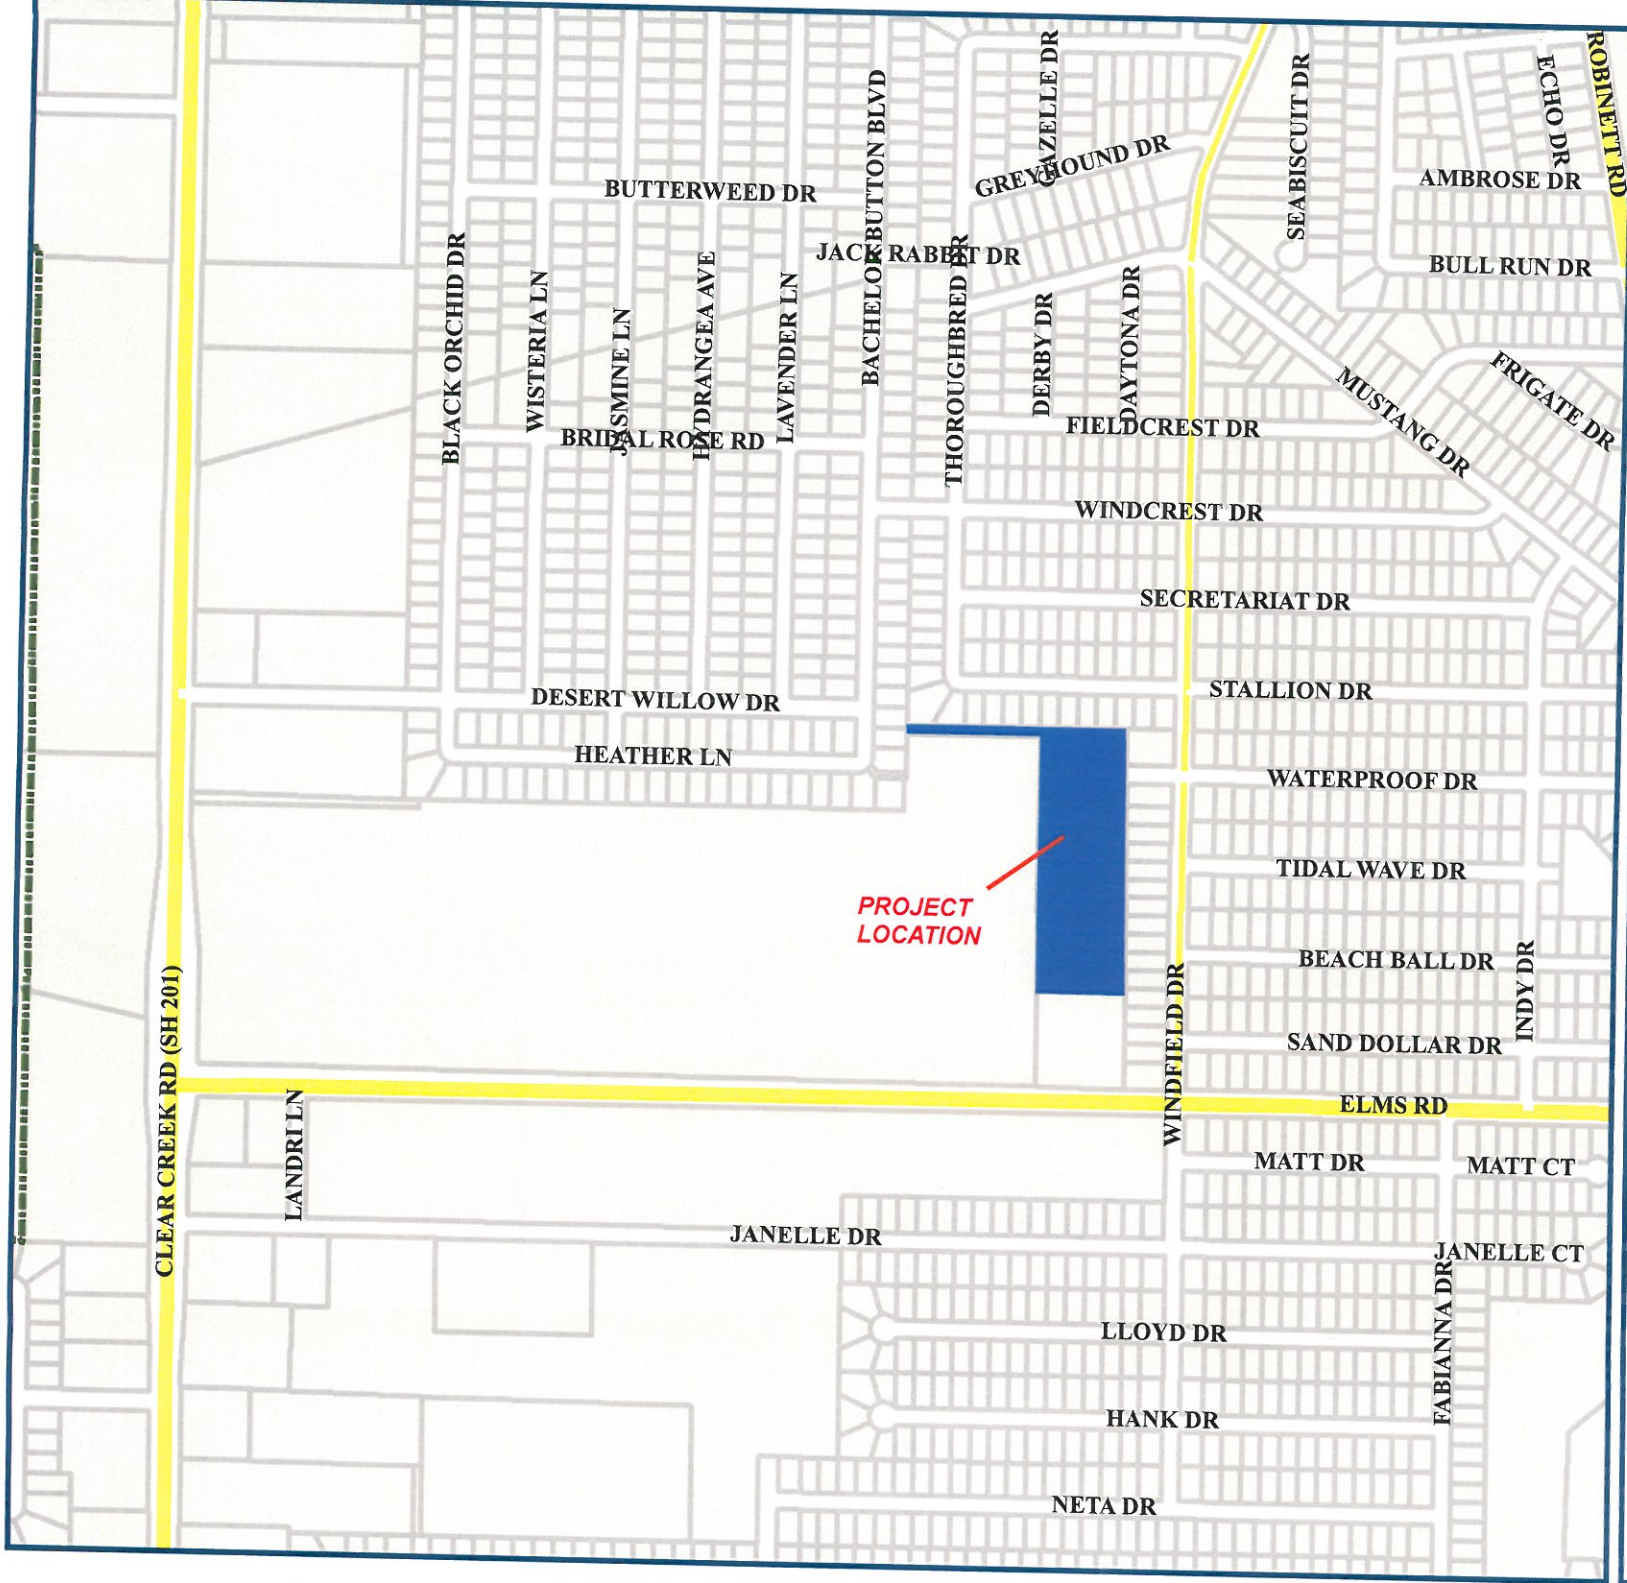 ROBINETT RD
GAZELLE DR
ECHO DR
SEABISCUIT DR
BACHELOR BUTTON BLVD
GREYHOUND DR
AMBROSE DR
BUTTERWEED DR
JACK RABBIT DR
BULL RUN DR
BLACK ORCHID DR
WISTERIA LN
JASMINE LN
HYDRANGEA AVE
LAVENDER LN
THOROUGHBRED DR
DERBY DR
DAYTONA DR
MUSTANG DR
FRIGATE DR
BRIDAL ROSE RD
FIELDCREST DR
WINDCREST DR
SECRETARIAT DR
DESERT WILLOW DR
STALLION DR
HEATHER LN
WATERPROOF DR
TIDAL WAVE DR
PROJECT
LOCATION
BEACH BALL DR
INDY DR
CLEAR CREEK RD (SH 201)
WINDFIELD DR
SAND DOLLAR DR
ELMS RD
LANDRI LN
MATT DR
MATT CT
JANELLE DR
JANELLE CT
FABIANNA DR
LLOYD DR
HANK DR
NETA DR